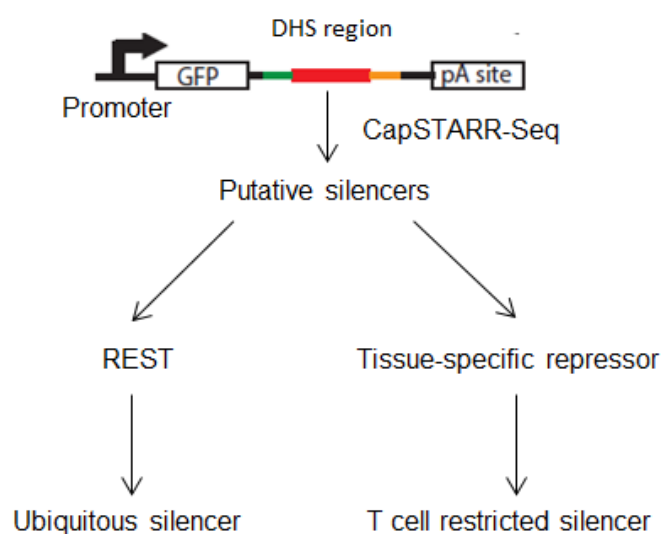 DHS region
GFP
pA site
Promoter
CapSTARR-Seq
Putative silencers
REST
Tissue-specific repressor
Ubiquitous silencer
T cell restricted silencer